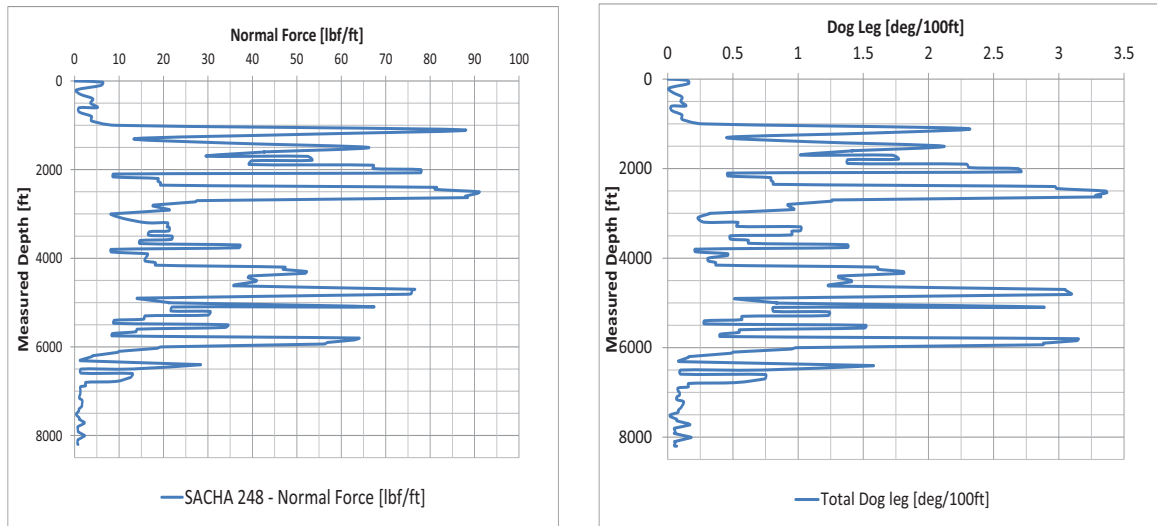 Normal Force [lbf/ft]
0 10 20 30 40 50 60 70 80 90 100
0
2000
4000
6000
8000
Measured Depth [ft]
SACHA 248 - Normal Force [lbf/ft]
Dog Leg [deg/100ft]
0 0.5 1 1.5 2 2.5 3 3.5
0
2000
4000
6000
8000
Measured Depth [ft]
Total Dog leg [deg/100ft]